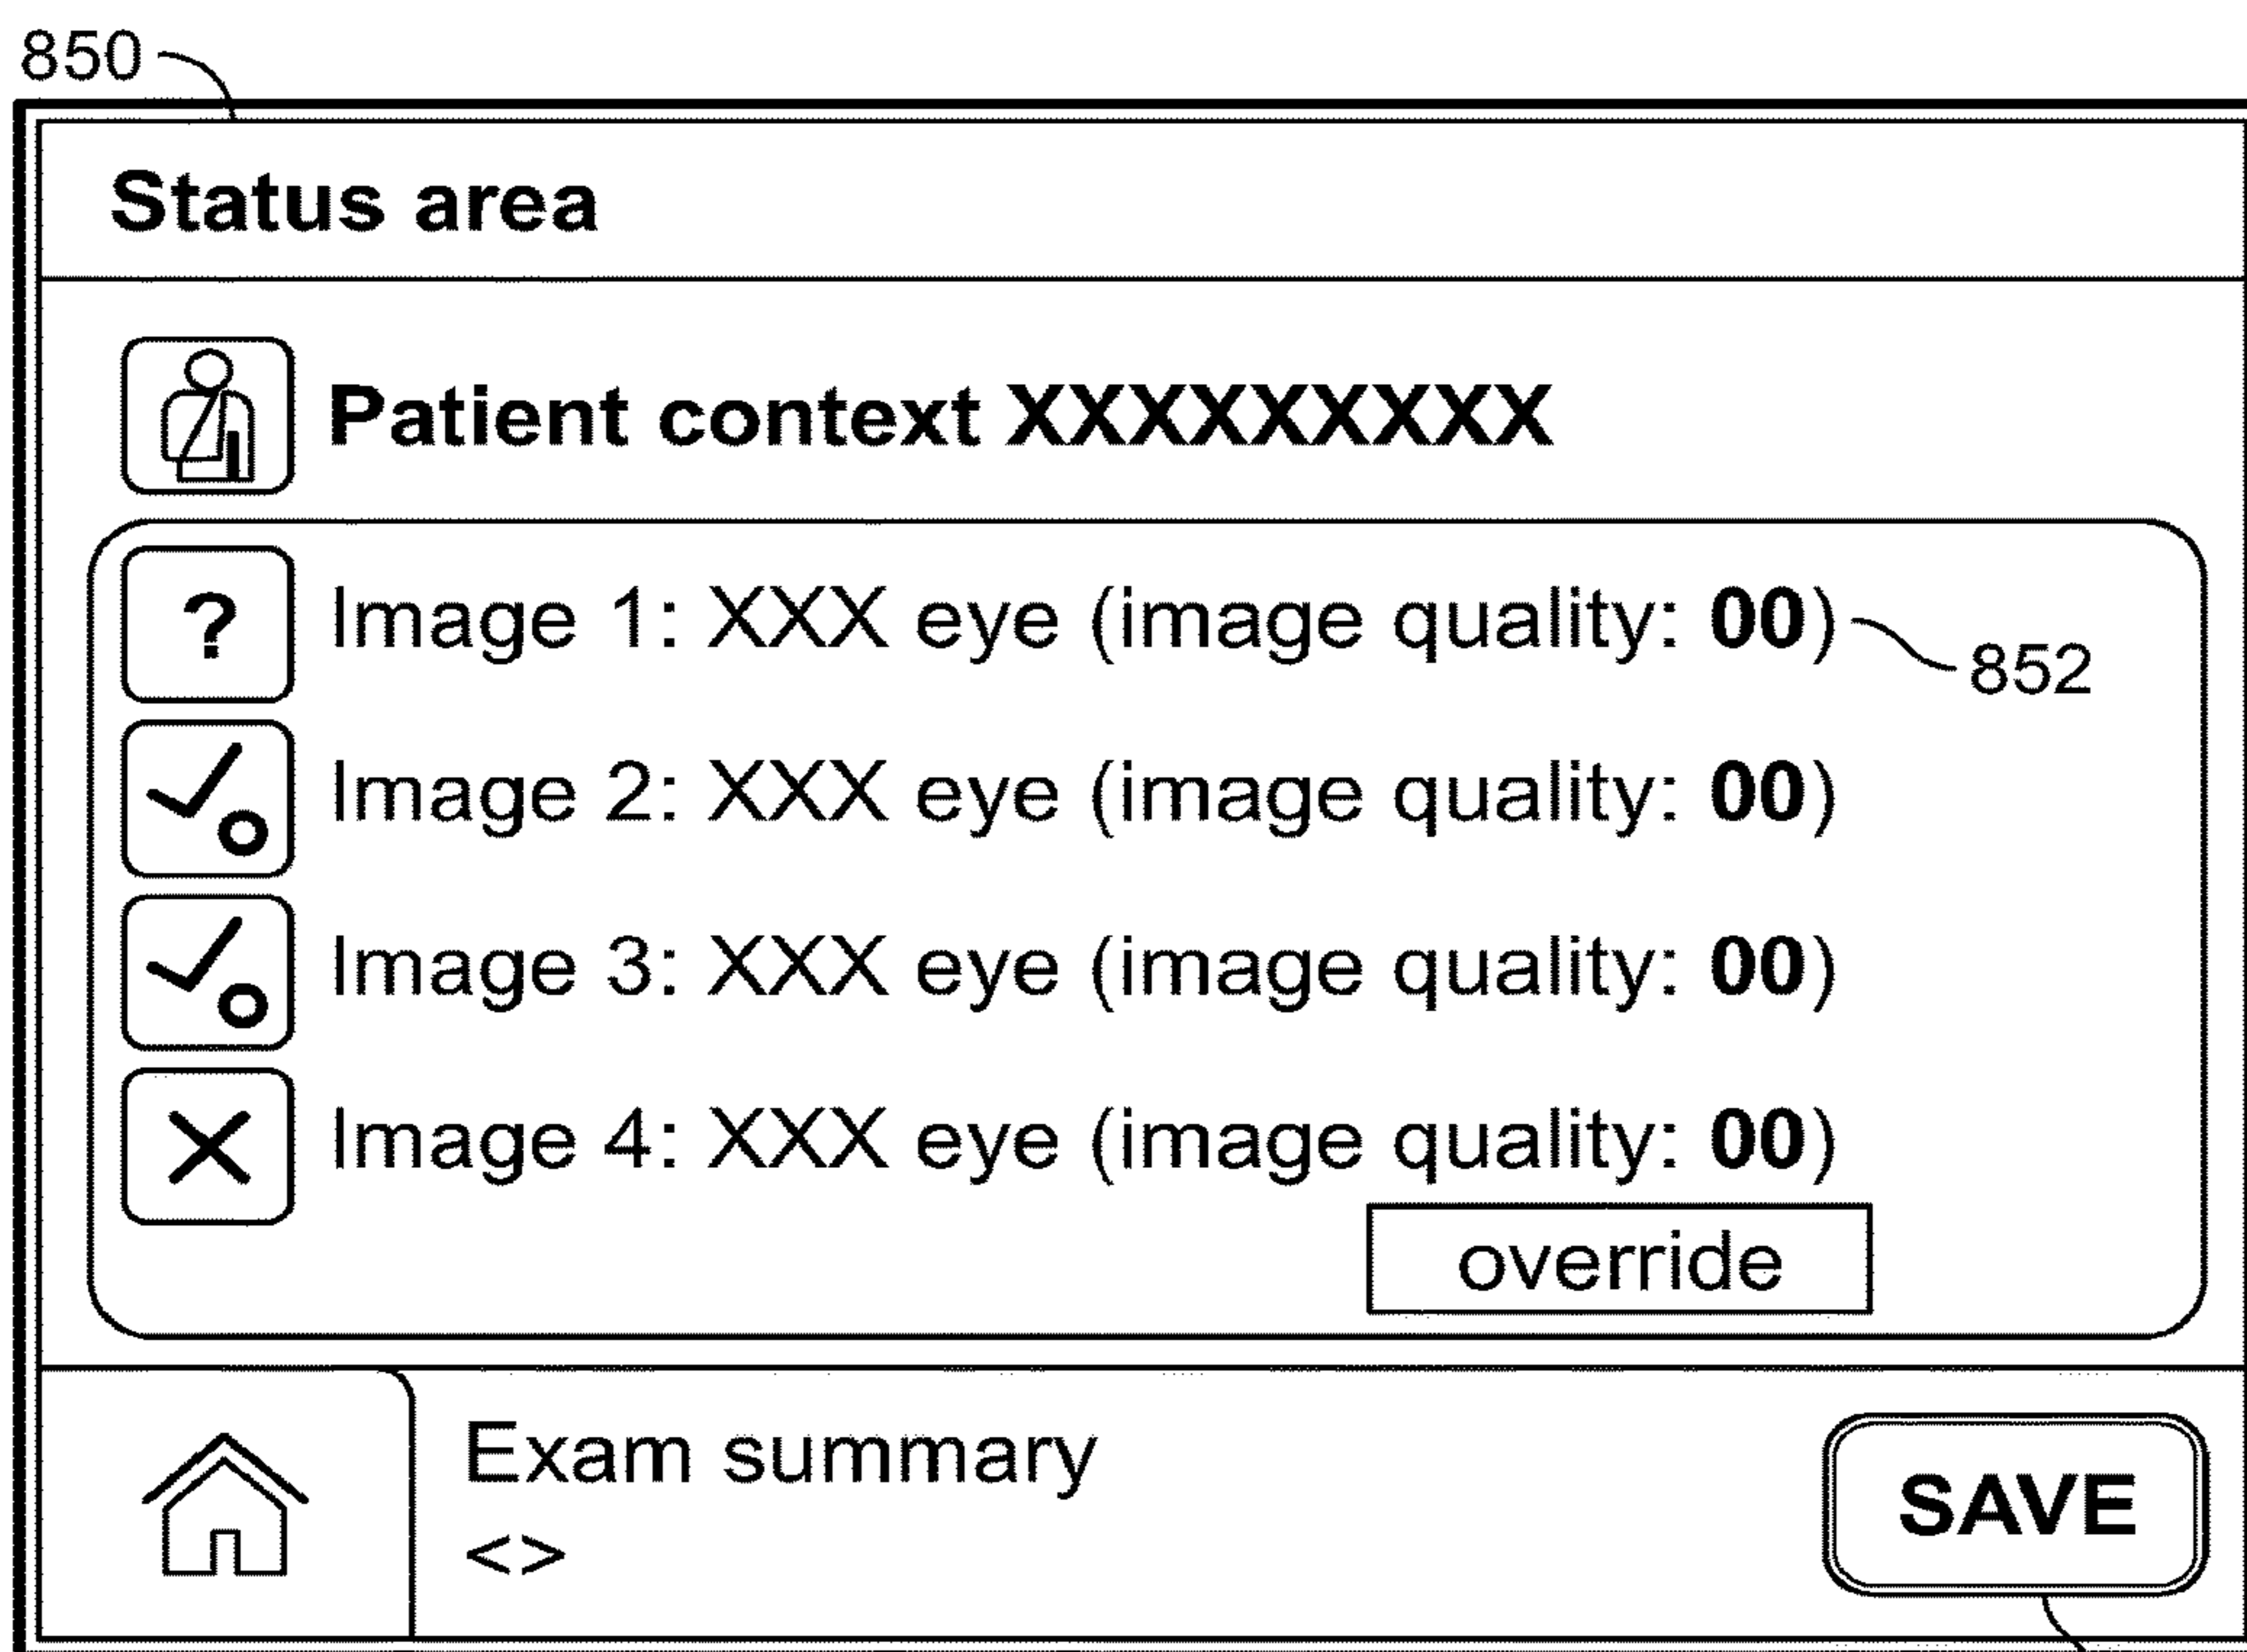 850
Status area
Patient context XXXXXXXXX
? Image 1: XXX eye (image quality: 00)
852
Image 2: XXX eye (image quality: 00)
Image 3: XXX eye (image quality: 00)
Image 4: XXX eye (image quality: 00)
override
Exam summary
<>
SAVE